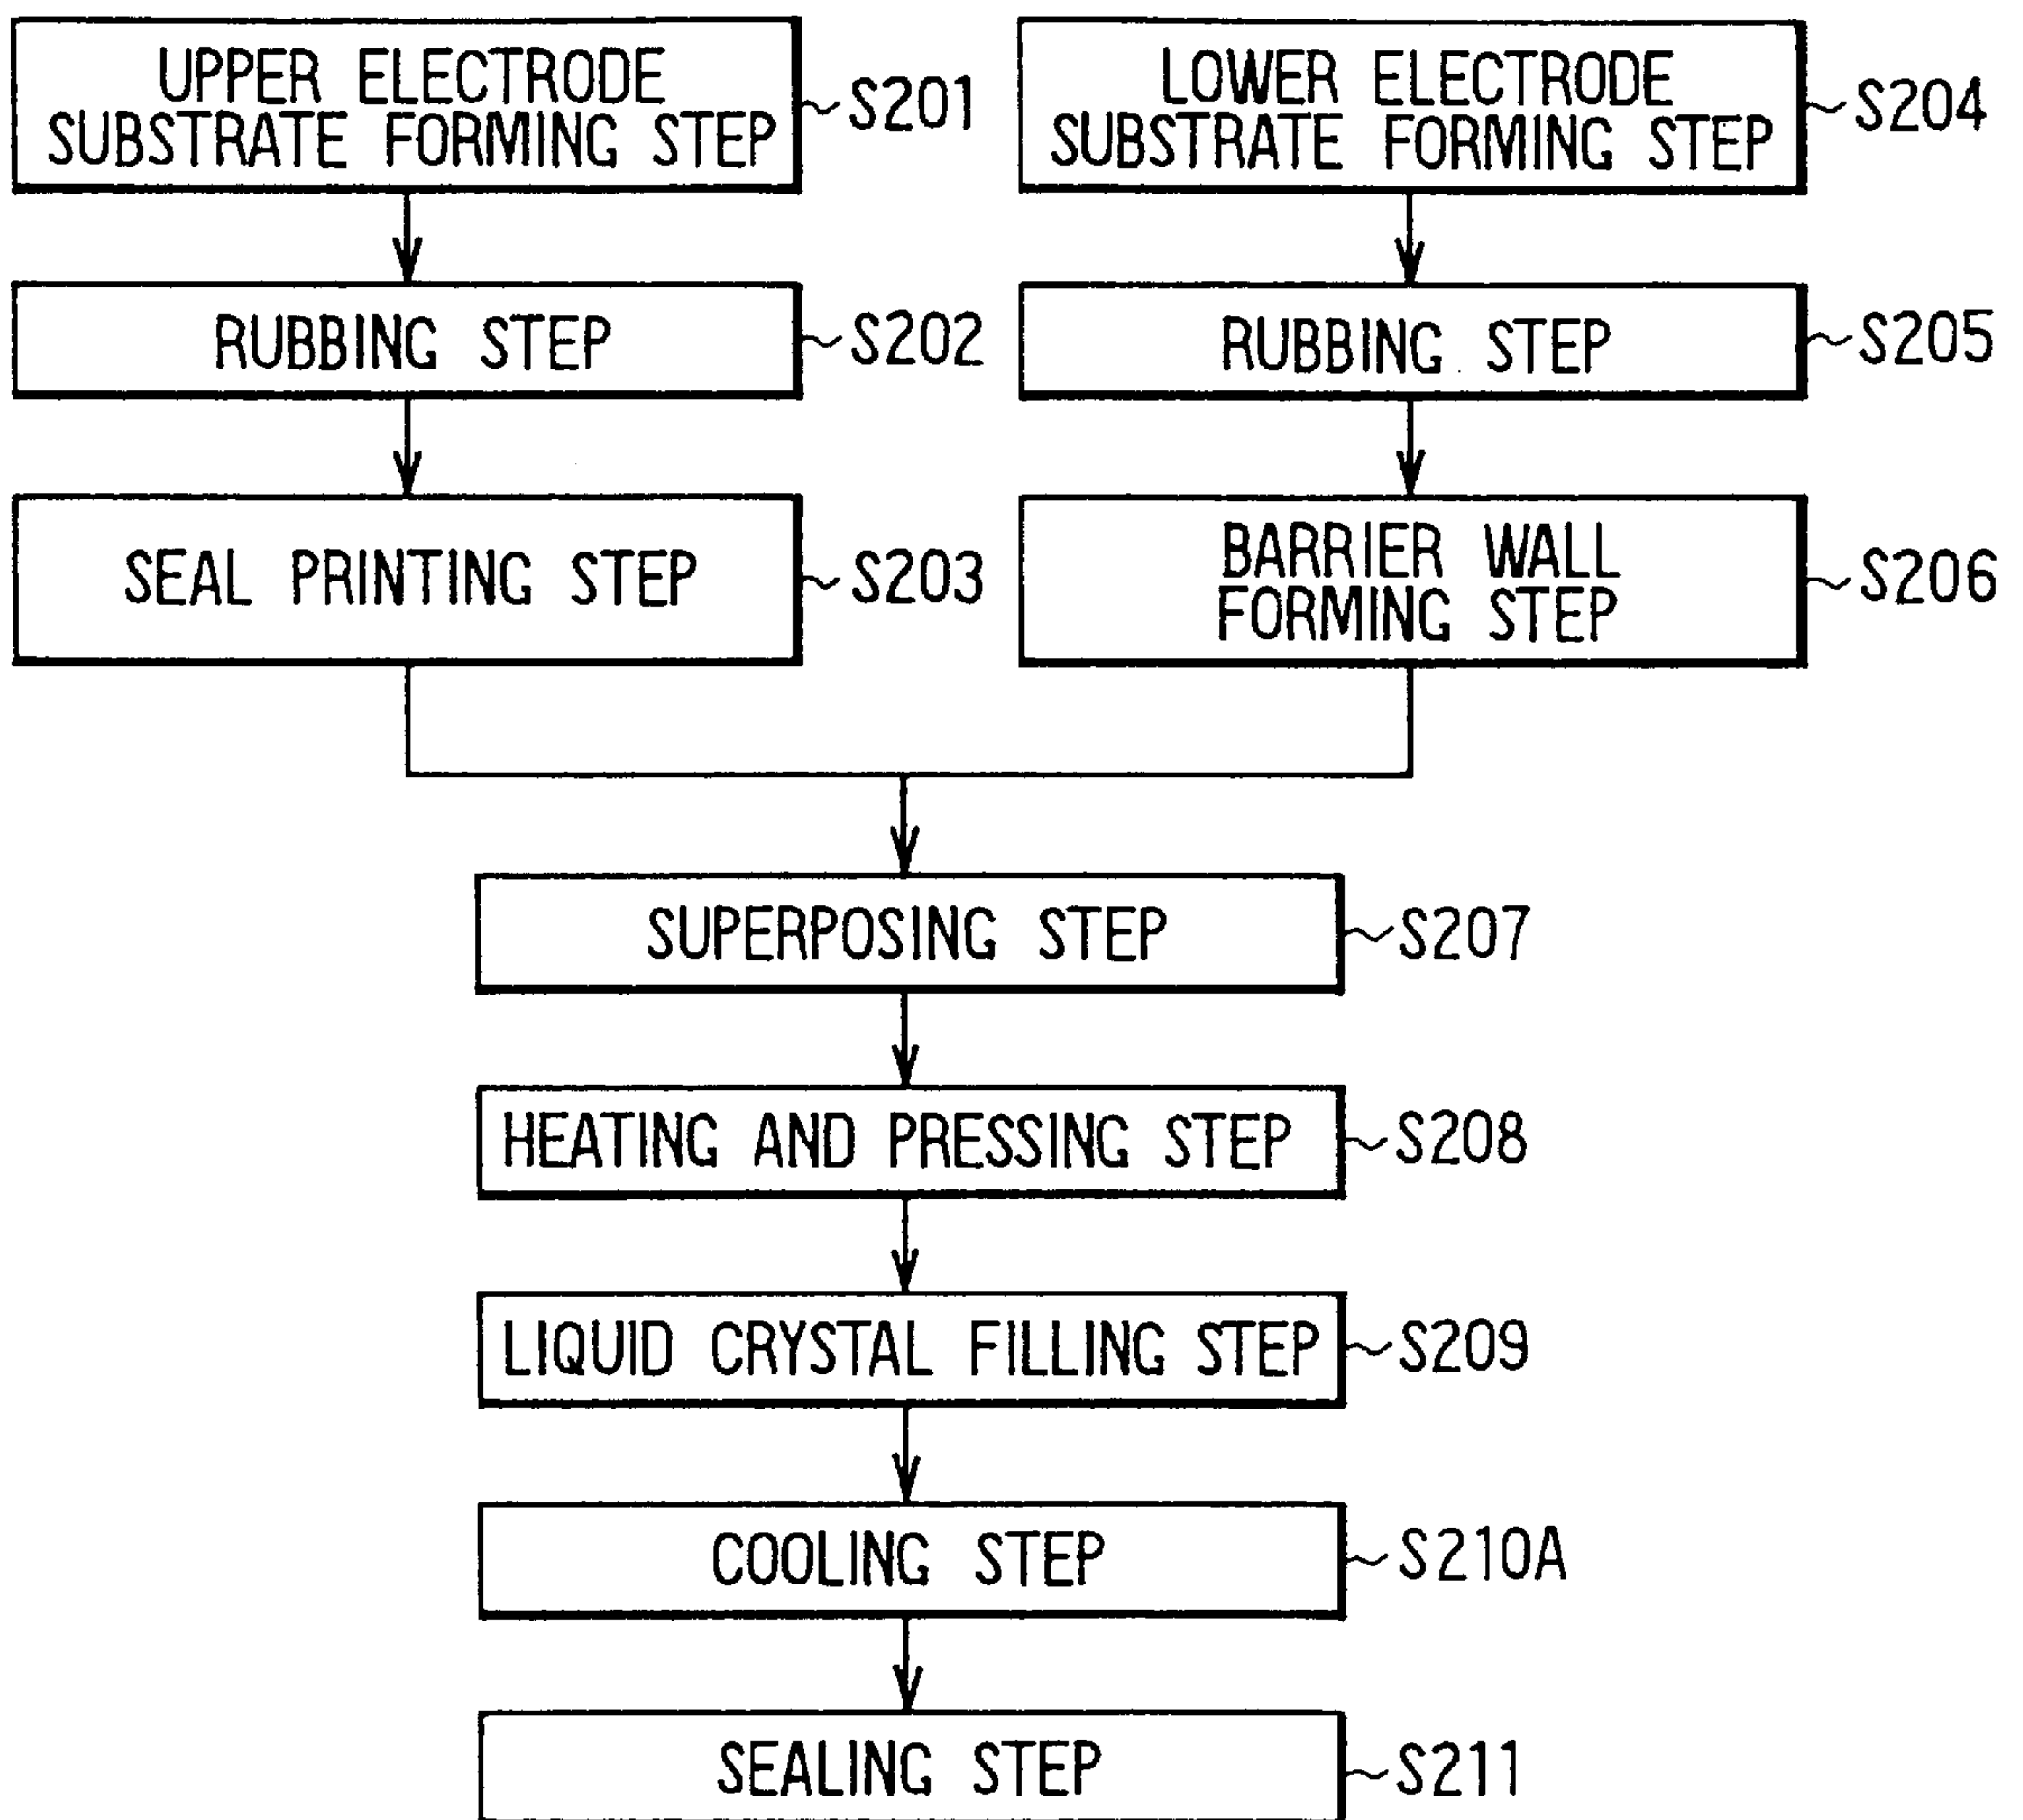 UPPER ELECTRODE
SUBSTRATE FORMING STEP
S201
RUBBING STEP
S202
SEAL PRINTING STEP
S203
LOWER ELECTRODE
SUBSTRATE FORMING STEP
S204
RUBBING STEP
S205
BARRIER WALL
FORMING STEP
S206
SUPERPOSING STEP
S207
HEATING AND PRESSING STEP
S208
LIQUID CRYSTAL FILLING STEP
S209
COOLING STEP
S210A
SEALING STEP
S211